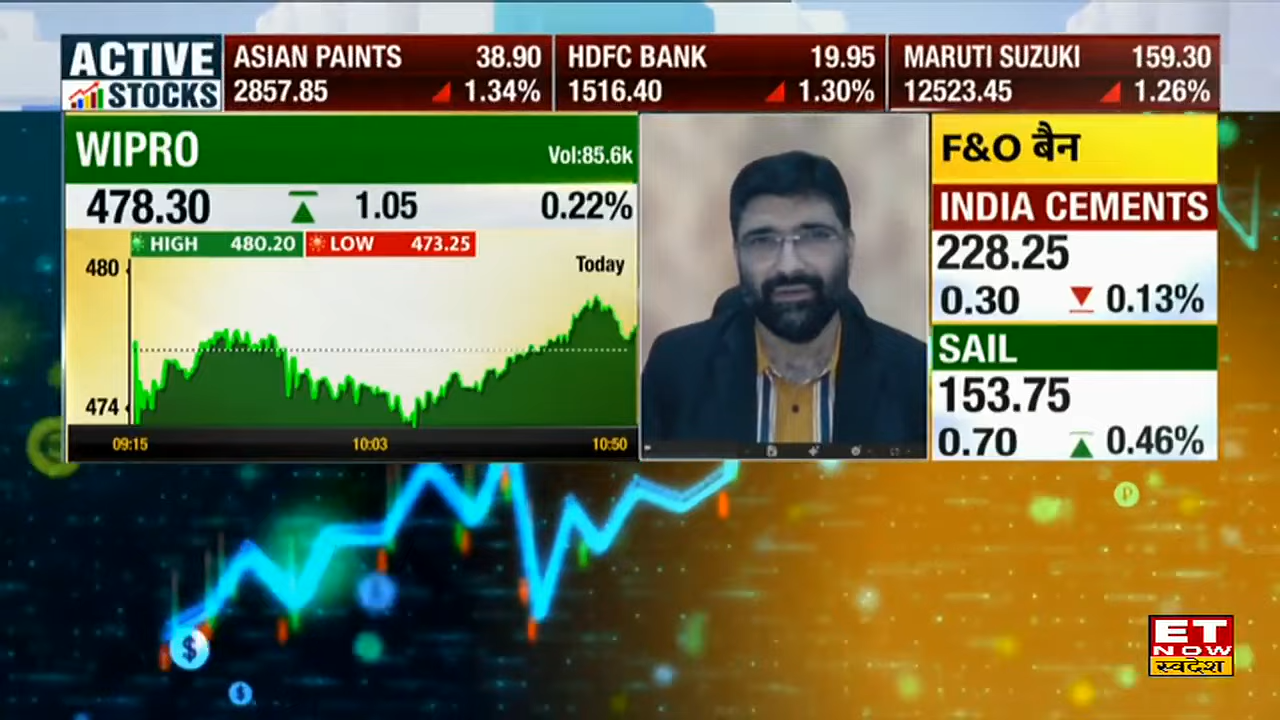 ACTIVE
STOCKS
ASIAN PAINTS 38.90
2857.85 1.34%
HDFC BANK 19.95
1516.40 1.30%
MARUTI SUZUKI 159.30
12523.45 1.26%
WIPRO Vol:85.6k
478.30 1.05 0.22%
HIGH 480.20 LOW 473.25
Today
480
474
09:15 10:03 10:50
F&O बैन
INDIA CEMENTS
228.25
0.30 0.13%
SAIL
153.75
0.70 0.46%
$
$
P
ET
NOW
स्वदेश